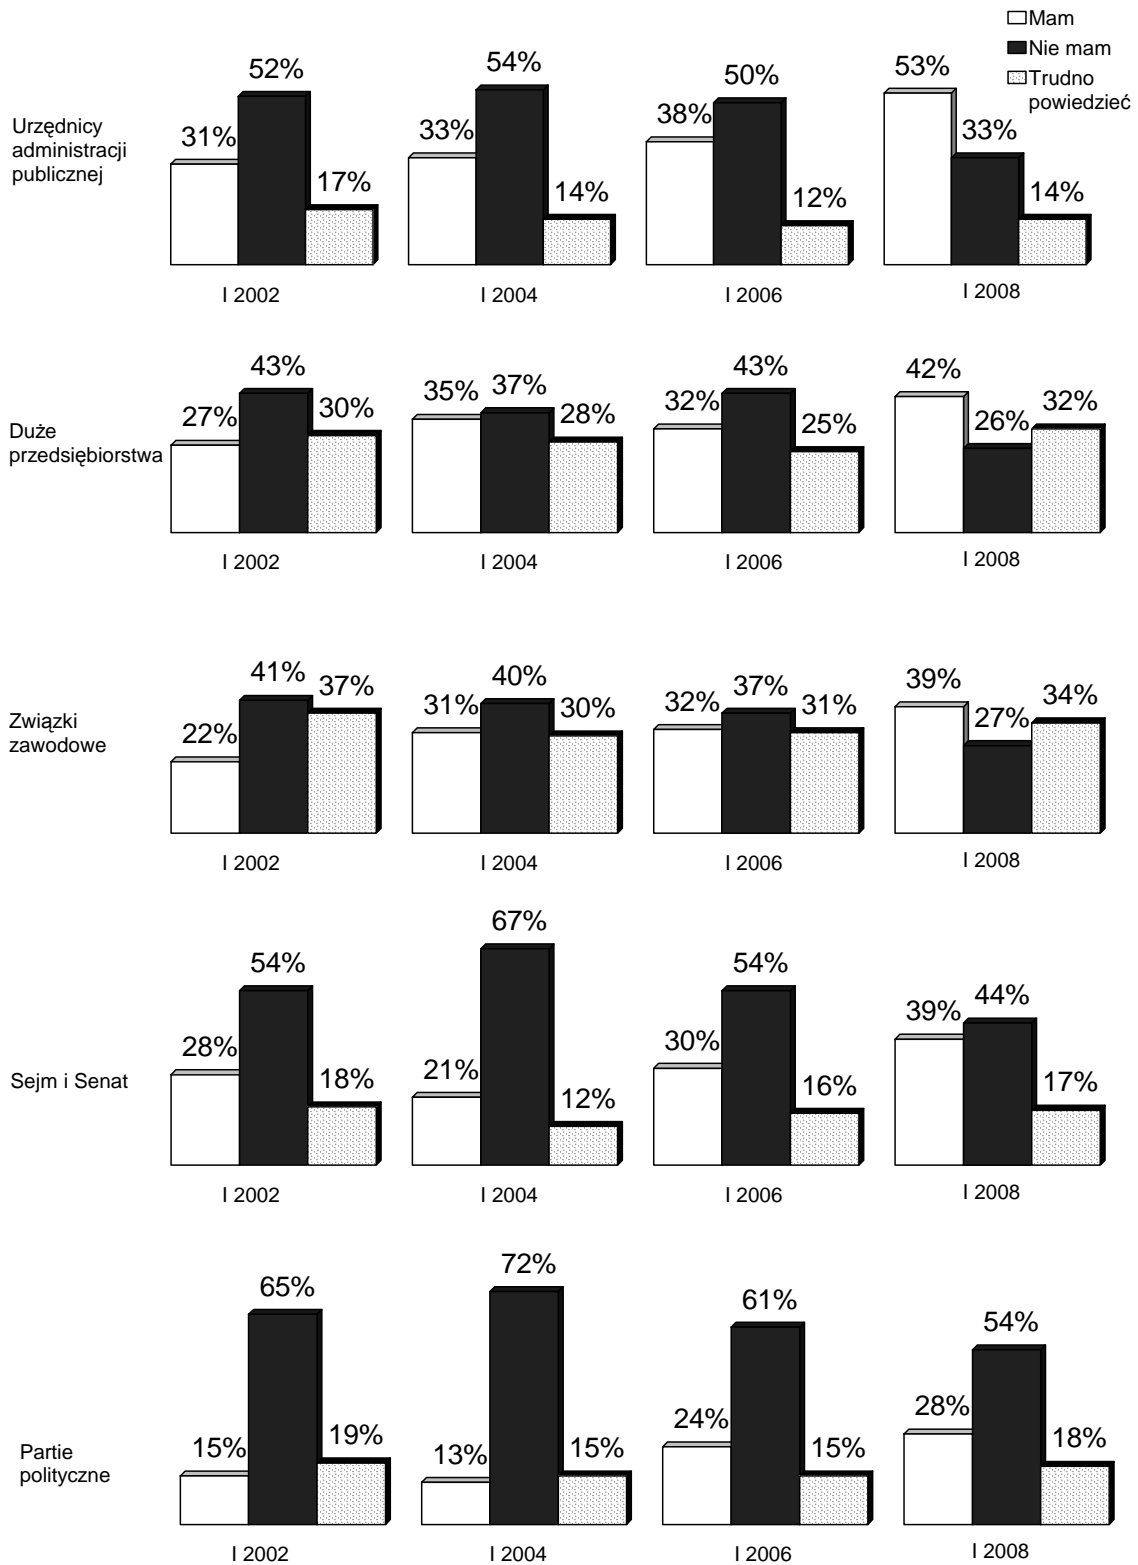 Mam
Nie mam
Trudno
powiedzieć
Urzędnicy
administracji
publicznej
31%
52%
17%
33%
54%
14%
38%
50%
12%
53%
33%
14%
I 2002
I 2004
I 2006
I 2008
Duże
przedsiębiorstwa
27%
43%
30%
35%
37%
28%
32%
43%
25%
42%
26%
32%
I 2002
I 2004
I 2006
I 2008
Związki
zawodowe
22%
41%
37%
31%
40%
30%
32%
37%
31%
39%
27%
34%
I 2002
I 2004
I 2006
I 2008
Sejm i Senat
28%
54%
18%
21%
67%
12%
30%
54%
16%
39%
44%
17%
I 2002
I 2004
I 2006
I 2008
Partie
polityczne
15%
65%
19%
13%
72%
15%
24%
61%
15%
28%
54%
18%
I 2002
I 2004
I 2006
I 2008